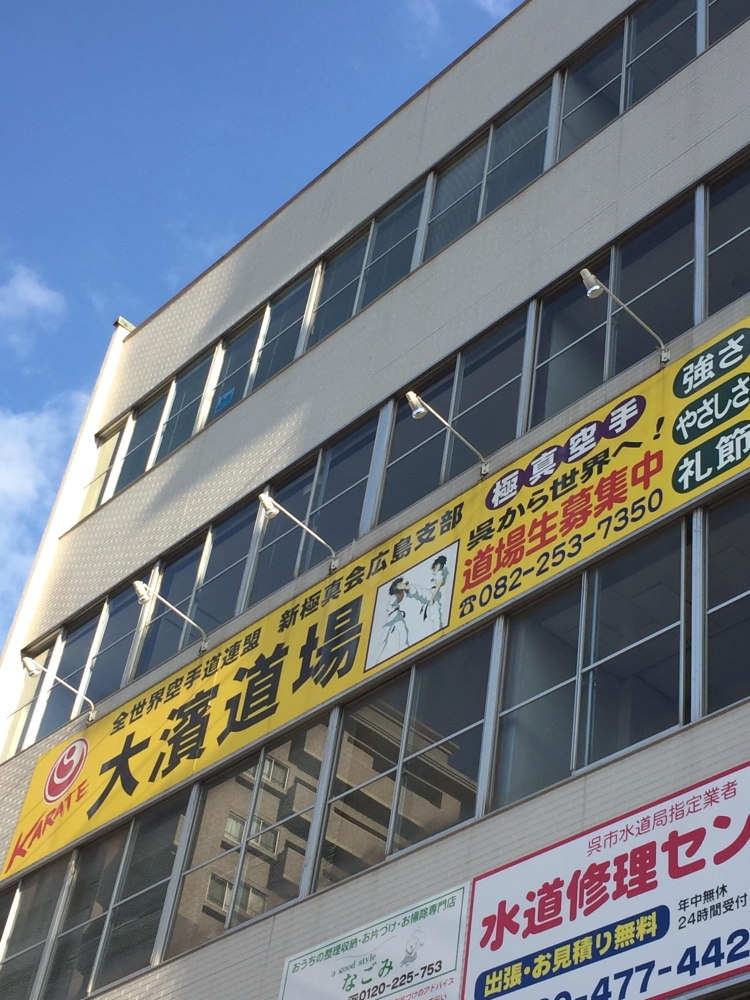 KARATE
全世界空手道連盟 新極真会広島支部
大濱道場
極真空手
呉から世界へ!
道場生募集中
☎082-253-7350
強さ
やさしさ
礼節
おうちの整理収納・お片づけ・お掃除専門店
a good style
なごみ
0120-225-753
呉市水道局指定業者
水道修理セン
出張・お見積り無料
年中無休
24時間受付
-477-442